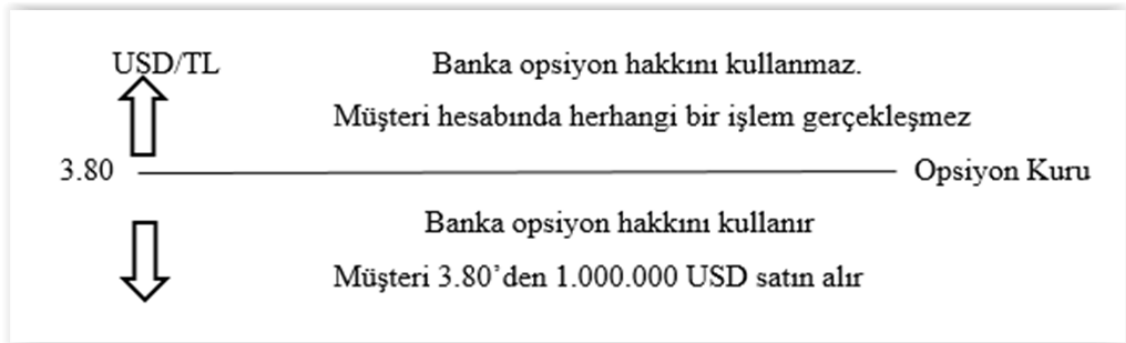 USD/TL
Banka opsiyon hakkını kullanmaz.
Müşteri hesabında herhangi bir işlem gerçekleşmez
3.80
Opsiyon Kuru
Banka opsiyon hakkını kullanır
Müşteri 3.80’den 1.000.000 USD satın alır